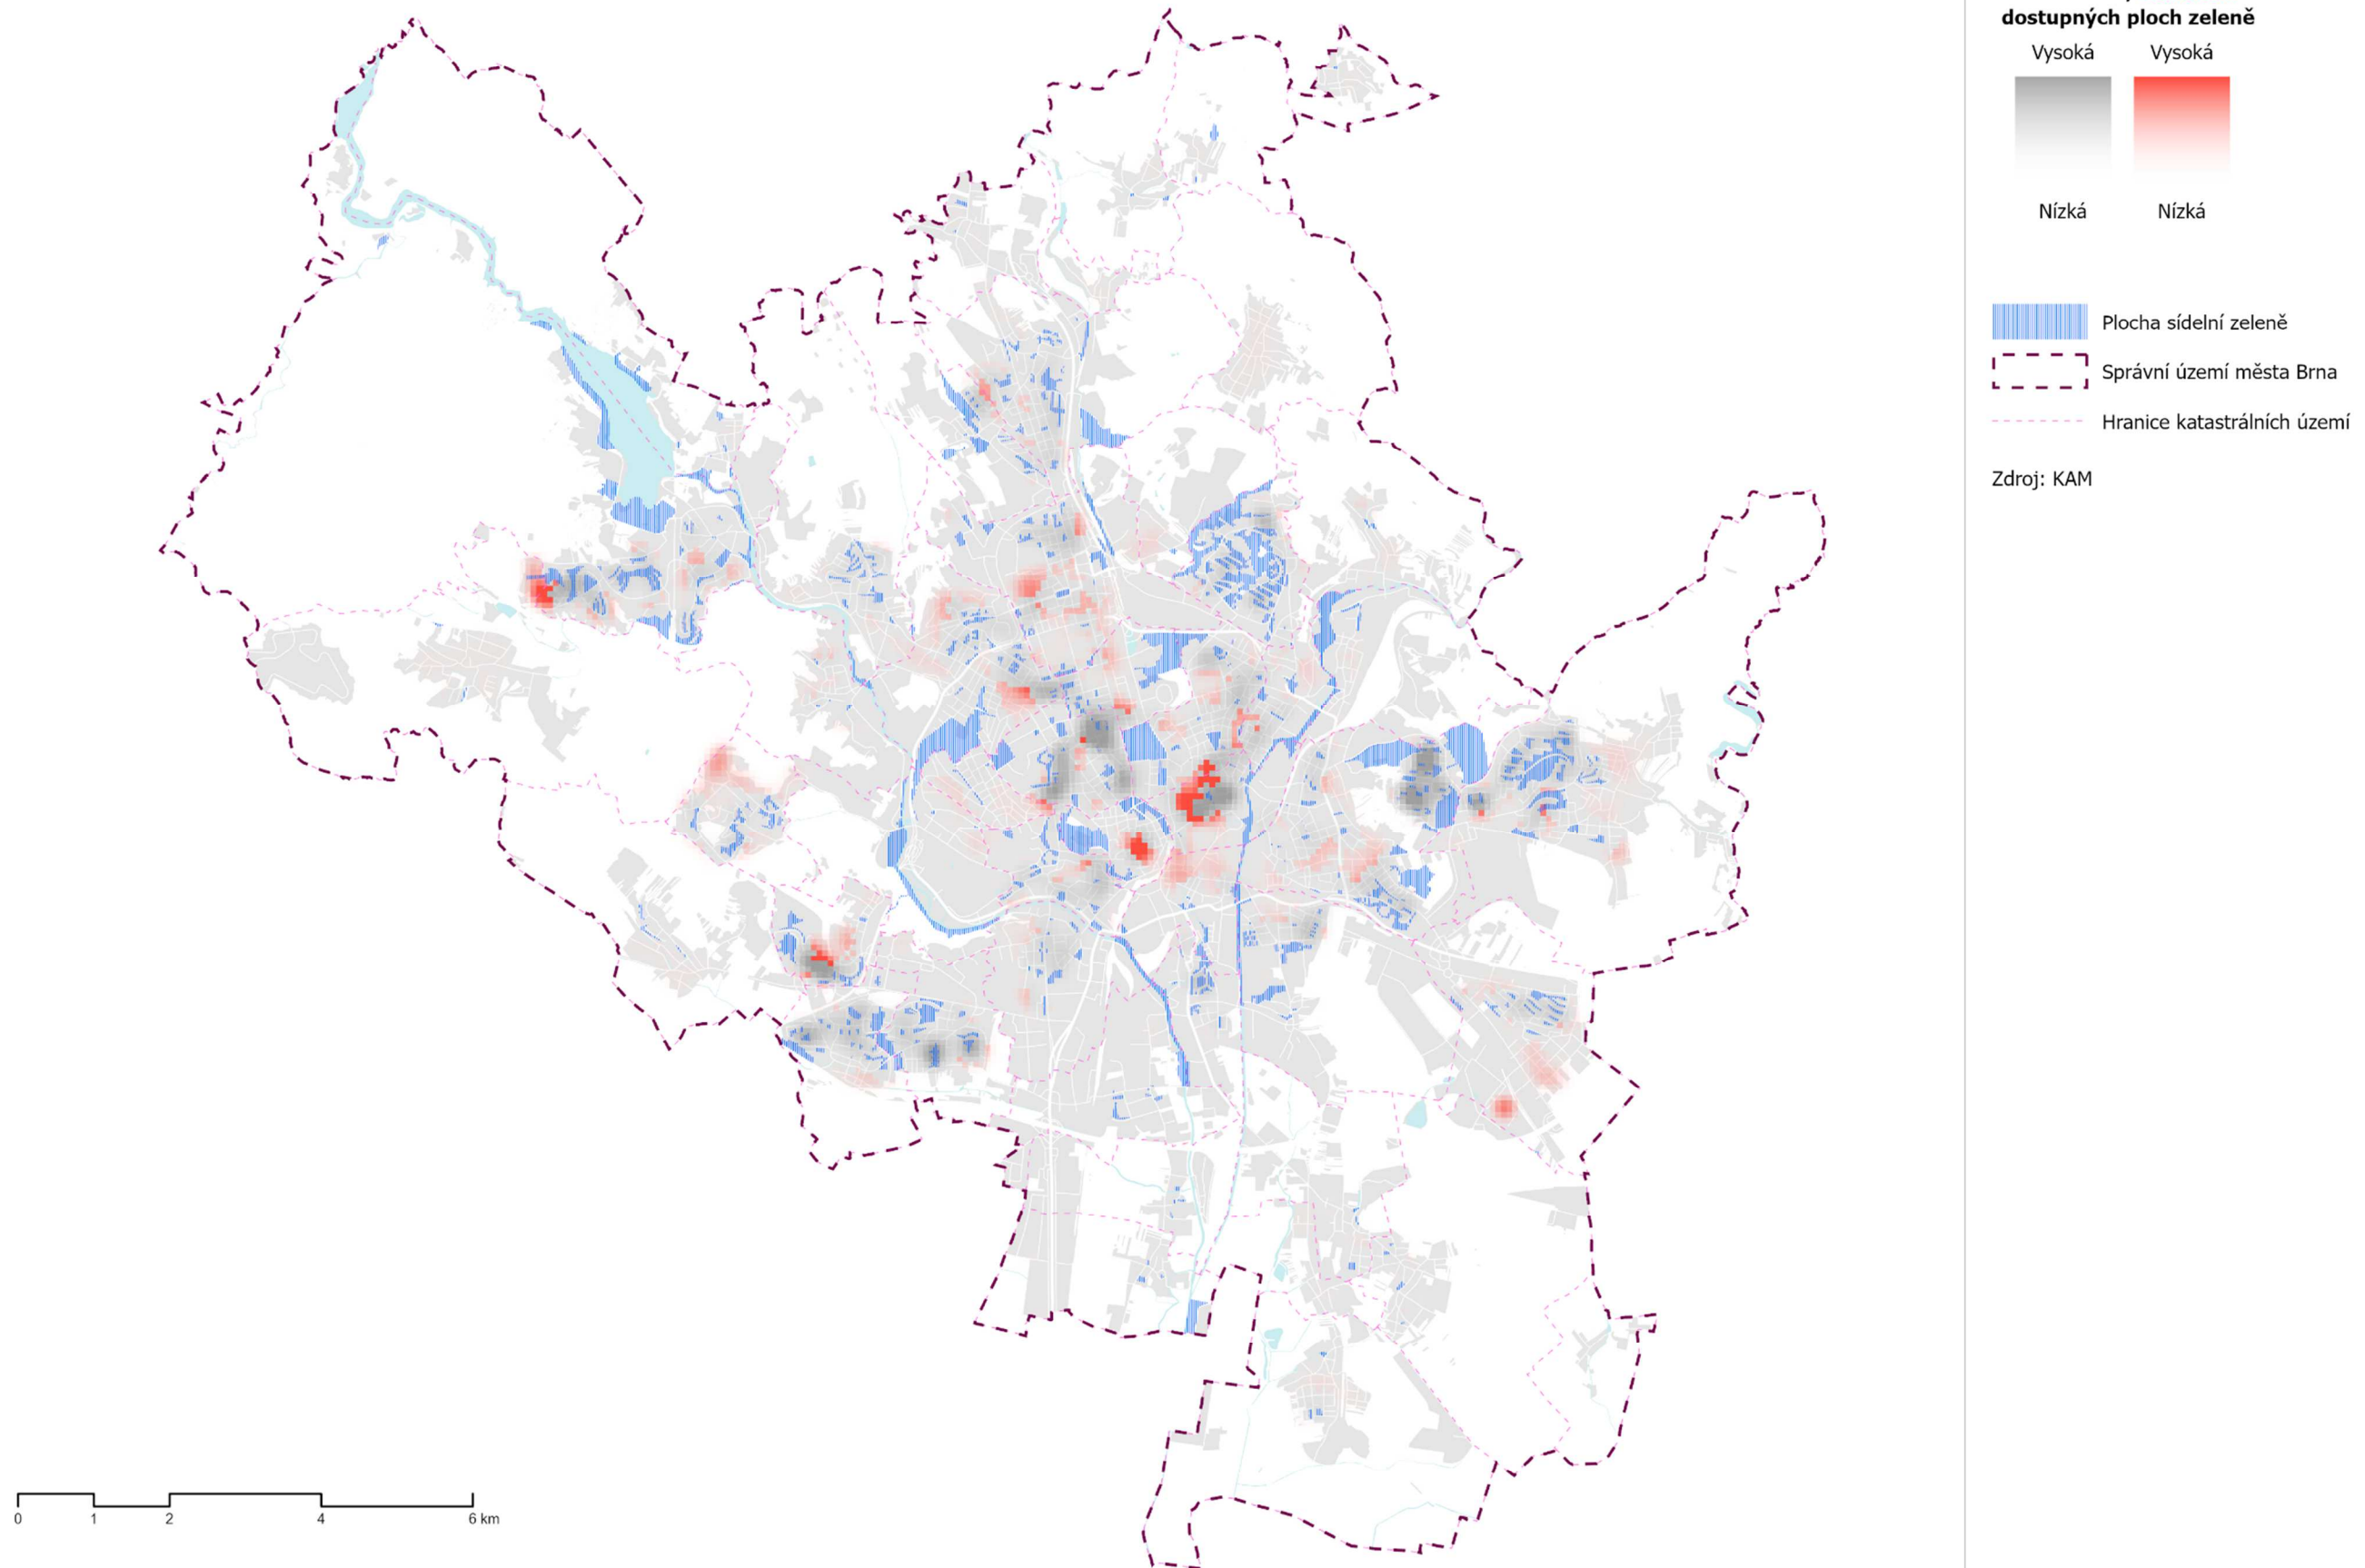 dostupných ploch zeleně
Vysoká Vysoká
Nízká Nízká
Plocha sídelní zeleně
Správní území města Brna
Hranice katastrálních území
Zdroj: KAM
0 1 2 4 6 km